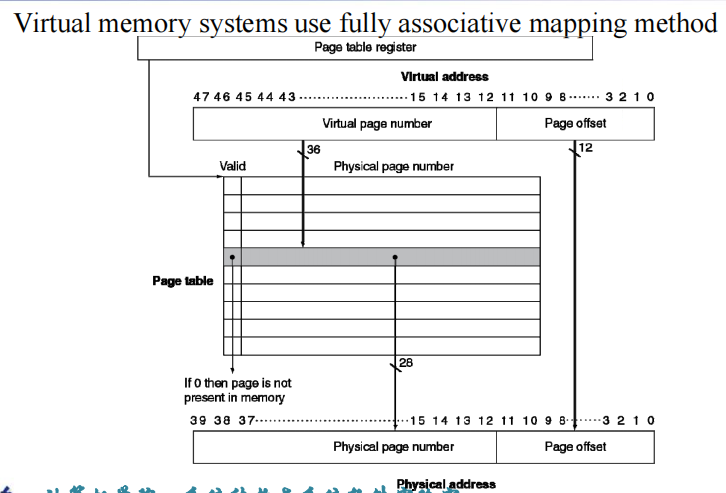 Virtual memory systems use fully associative mapping method
Page table register
Virtual address
47 46 45 44 43 ........................ 15 14 13 12 11 10 9 8 ....... 3 2 1 0
Virtual page number Page offset
36 12
Valid Physical page number
Page table
28
If 0 then page is not
present in memory
39 38 37 ........................ 15 14 13 12 11 10 9 8 ....... 3 2 1 0
Physical page number Page offset
Physical address